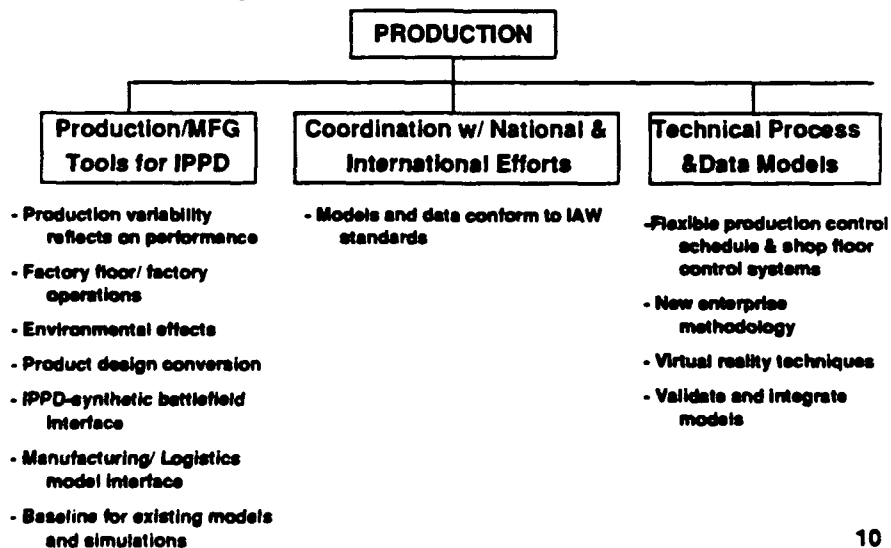 PRODUCTION
Production/MFG
Tools for IPPD
- Production variability
reflects on performance
- Factory floor/ factory
operations
- Environmental effects
- Product design conversion
- IPPD-synthetic battlefield
interface
- Manufacturing/ Logistics
model interface
- Baseline for existing models
and simulations
Coordination w/ National &
International Efforts
- Models and data conform to IAW
standards
Technical Process
&Data Models
-Flexible production control
schedule & shop floor
control systems
- New enterprise
methodology
- Virtual reality techniques
- Validate and integrate
models
10